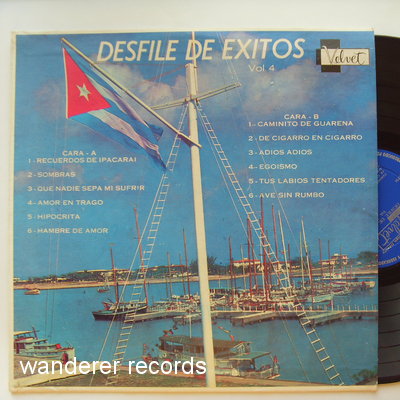 DESFILE DE EXITOS
Vol 4
Velvet
CARA - A
1 - RECUERDOS DE IPACARAI
2 - SOMBRAS
3 - QUE NADIE SEPA MI SUFRIR
4 - AMOR EN TRAGO
5 - HIPOCRITA
6 - HAMBRE DE AMOR
CARA - B
1 - CAMINITO DE GUARENA
2 - DE CIGARRO EN CIGARRO
3 - ADIOS ADIOS
4 - EGOISMO
5 - TUS LABIOS TENTADORES
6 - AVE SIN RUMBO
wanderer records